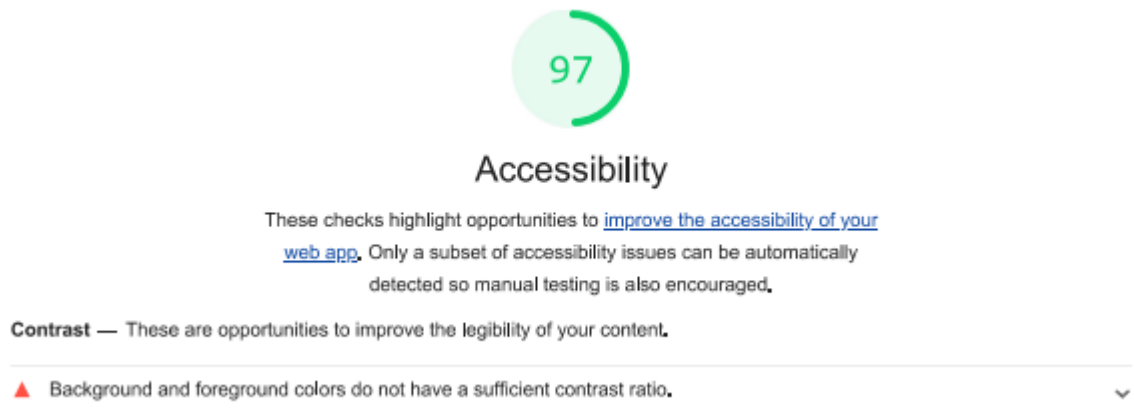 97
Accessibility
These checks highlight opportunities to improve the accessibility of your
web app. Only a subset of accessibility issues can be automatically
detected so manual testing is also encouraged.
Contrast — These are opportunities to improve the legibility of your content.
Background and foreground colors do not have a sufficient contrast ratio.